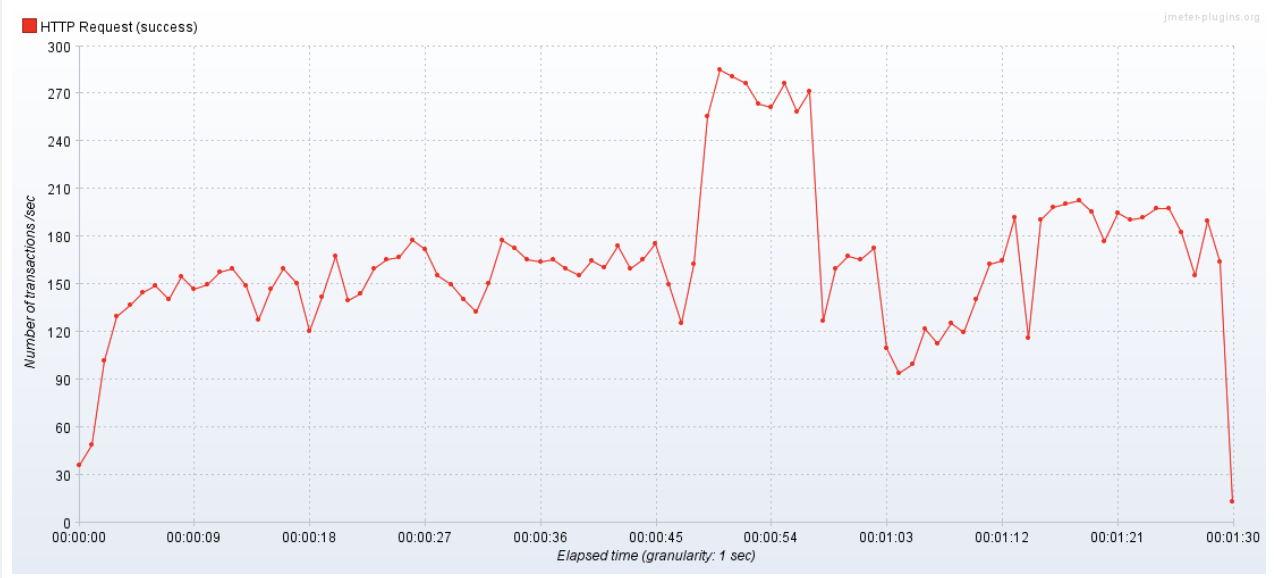 jmeter-plugins.org
HTTP Request (success)
300
270
240
210
180
150
120
90
60
30
0
Number of transactions /sec
00:00:00 00:00:09 00:00:18 00:00:27 00:00:36 00:00:45 00:00:54 00:01:03 00:01:12 00:01:21 00:01:30
Elapsed time (granularity: 1 sec)